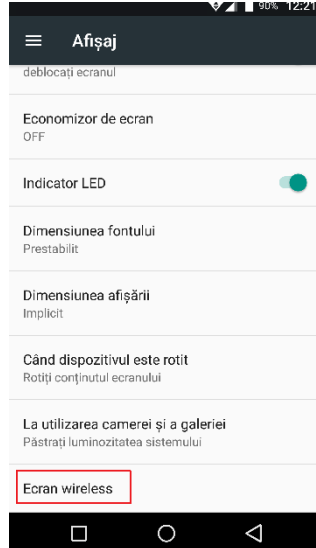 90% 12:21
Afișaj
deblocați ecranul
Economizor de ecran
OFF
Indicator LED
Dimensiunea fontului
Prestabilit
Dimensiunea afișării
Implicit
Când dispozitivul este rotit
Rotiți conținutul ecranului
La utilizarea camerei și a galeriei
Păstrați luminozitatea sistemului
Ecran wireless